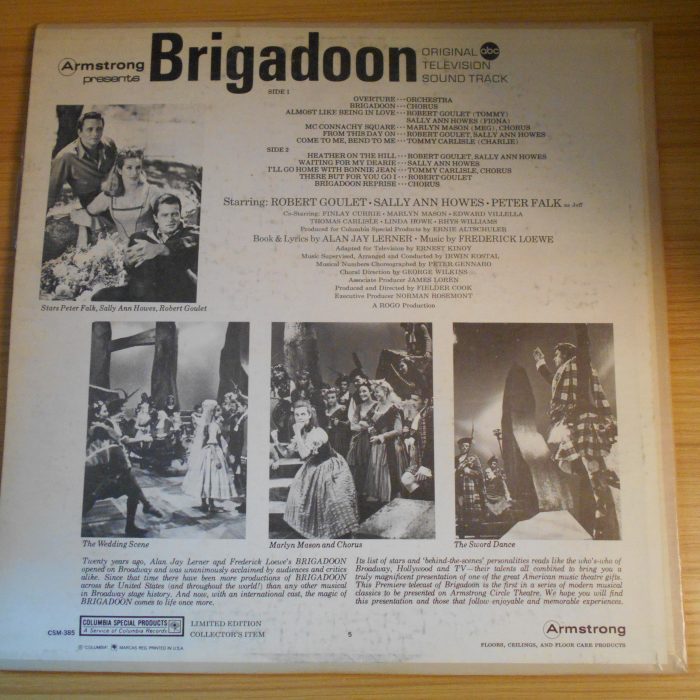 Armstrong
presents
Brigadoon
ORIGINAL abc
TELEVISION
SOUND TRACK
SIDE 1
OVERTURE···ORCHESTRA
BRIGADOON···CHORUS
ALMOST LIKE BEING IN LOVE···ROBERT GOULET (TOMMY)
SALLY ANN HOWES (FIONA)
MC CONNACHY SQUARE···MARLYN MASON (MEG), CHORUS
FROM THIS DAY ON···ROBERT GOULET, SALLY ANN HOWES
COME TO ME, BEND TO ME···TOMMY CARLISLE (CHARLIE)
SIDE 2
HEATHER ON THE HILL···ROBERT GOULET, SALLY ANN HOWES
WAITING FOR MY DEARIE···SALLY ANN HOWES
I'LL GO HOME WITH BONNIE JEAN···TOMMY CARLISLE, CHORUS
THERE BUT FOR YOU GO I···ROBERT GOULET
BRIGADOON REPRISE···CHORUS
Starring: ROBERT GOULET · SALLY ANN HOWES · PETER FALK as Jeff
Co-Starring: FINLAY CURRIE · MARLYN MASON · EDWARD VILLELLA
THOMAS CARLISLE · LINDA HOWE · RHYS WILLIAMS
Produced for Columbia Special Products by ERNIE ALTSCHULER
Book & Lyrics by ALAN JAY LERNER · Music by FREDERICK LOEWE
Adapted for Television by ERNEST KINOY
Music Supervised, Arranged and Conducted by IRWIN KOSTAL
Musical Numbers Choreographed by PETER GENNARO
Choral Direction by GEORGE WILKINS
Associate Producer JAMES LOREN
Produced and Directed by FIELDER COOK
Executive Producer NORMAN ROSEMONT
A ROGO Production
Stars Peter Falk, Sally Ann Howes, Robert Goulet
The Wedding Scene
Marlyn Mason and Chorus
The Sword Dance
Twenty years ago, Alan Jay Lerner and Frederick Loewe's BRIGADOON
opened on Broadway and was unanimously acclaimed by audiences and critics
alike. Since that time there have been more productions of BRIGADOON
across the United States (and throughout the world!) than any other musical
in Broadway stage history. And now, with an international cast, the magic of
BRIGADOON comes to life once more.
Its list of stars and 'behind-the-scenes' personalities reads like the who's-who of
Broadway, Hollywood and TV—their talents all combined to bring you a
truly magnificent presentation of one of the great American music theatre gifts.
This Premiere telecast of Brigadoon is the first in a series of modern musical
classics to be presented on Armstrong Circle Theatre. We hope you will find
this presentation and those that follow enjoyable and memorable experiences.
CSM-385
COLUMBIA SPECIAL PRODUCTS
A Service of Columbia Records
LIMITED EDITION
COLLECTOR'S ITEM
5
"COLUMBIA", MARCAS REG. PRINTED IN U.S.A.
Armstrong
FLOORS, CEILINGS, AND FLOOR CARE PRODUCTS